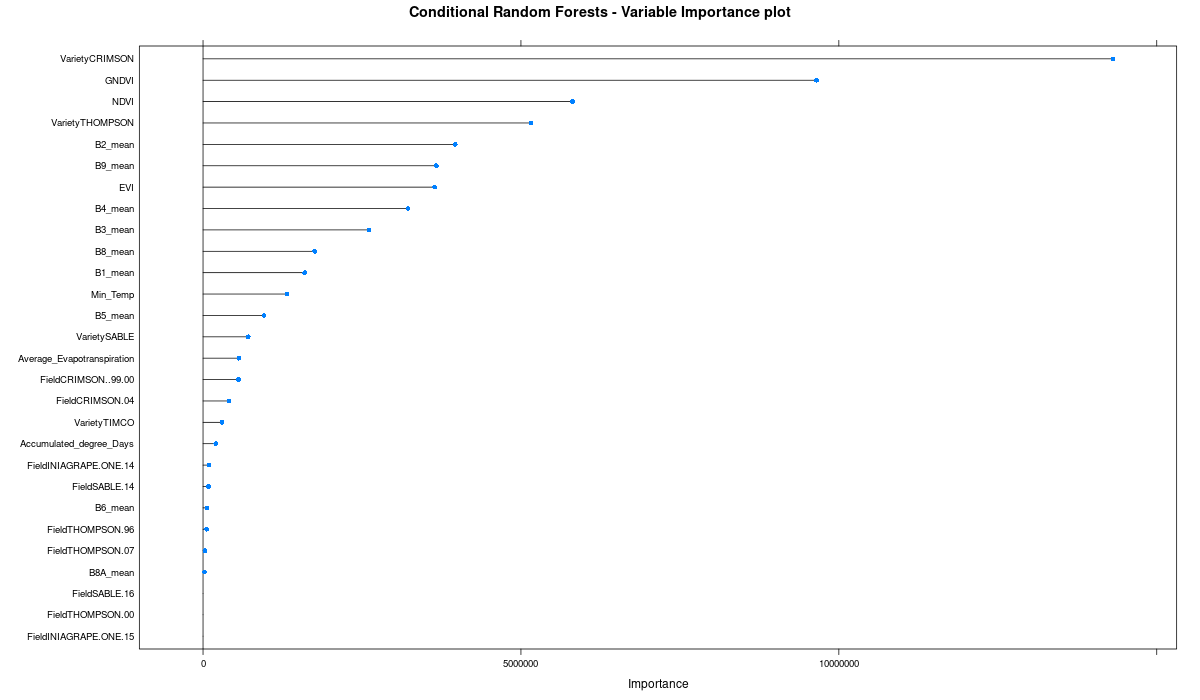 Conditional Random Forests - Variable Importance plot
VarietyCRIMSON
GNDVI
NDVI
VarietyTHOMPSON
B2_mean
B9_mean
EVI
B4_mean
B3_mean
B8_mean
B1_mean
Min_Temp
B5_mean
VarietySABLE
Average_Evapotranspiration
FieldCRIMSON..99.00
FieldCRIMSON.04
VarietyTIMCO
Accumulated_degree_Days
FieldINIAGRAPE.ONE.14
FieldSABLE.14
B6_mean
FieldTHOMPSON.96
FieldTHOMPSON.07
B8A_mean
FieldSABLE.16
FieldTHOMPSON.00
FieldINIAGRAPE.ONE.15
0 5000000 10000000
Importance